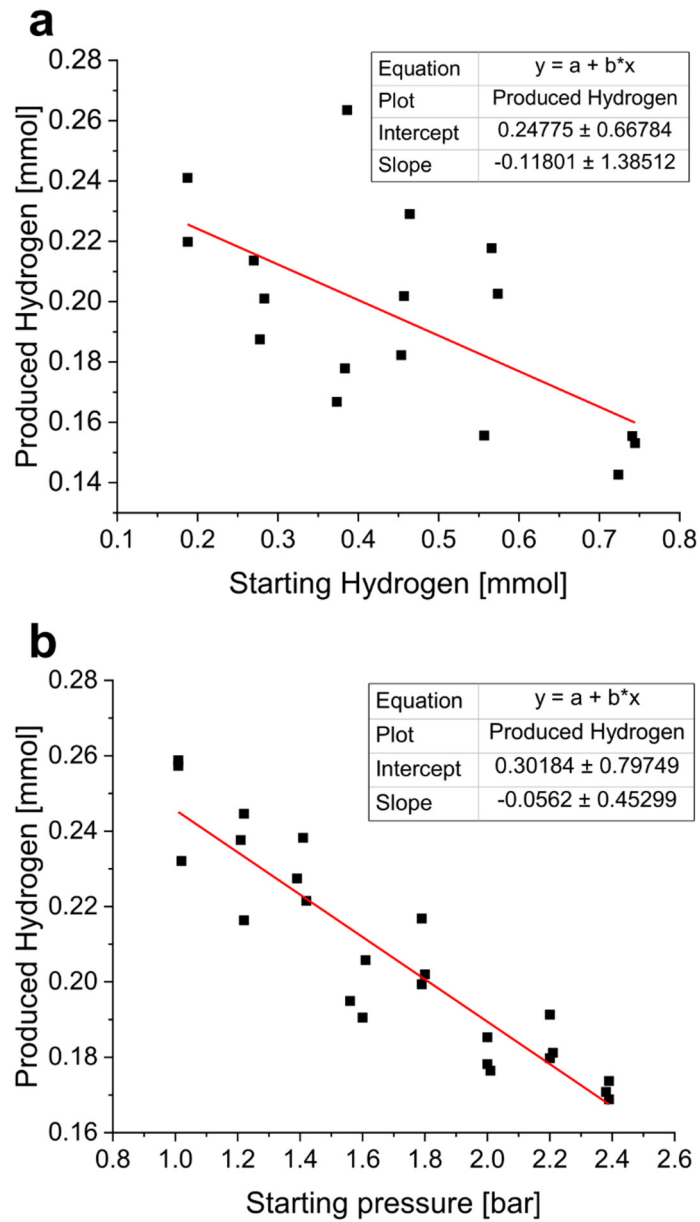 a
Produced Hydrogen [mmol]
0.28
0.26
0.24
0.22
0.20
0.18
0.16
0.14
Equation y = a + b*x
Plot Produced Hydrogen
Intercept 0.24775 ± 0.66784
Slope -0.11801 ± 1.38512
0.1 0.2 0.3 0.4 0.5 0.6 0.7 0.8
Starting Hydrogen [mmol]
b
Produced Hydrogen [mmol]
0.28
0.26
0.24
0.22
0.20
0.18
0.16
Equation y = a + b*x
Plot Produced Hydrogen
Intercept 0.30184 ± 0.79749
Slope -0.0562 ± 0.45299
0.8 1.0 1.2 1.4 1.6 1.8 2.0 2.2 2.4 2.6
Starting pressure [bar]